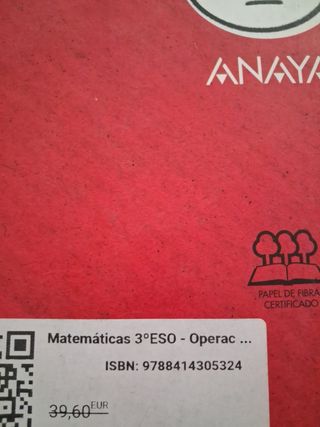 ANAYA
PAPEL DE FIBRA
CERTIFICADO
Matemáticas 3ºESO - Operac ...
ISBN: 9788414305324
39,60EUR